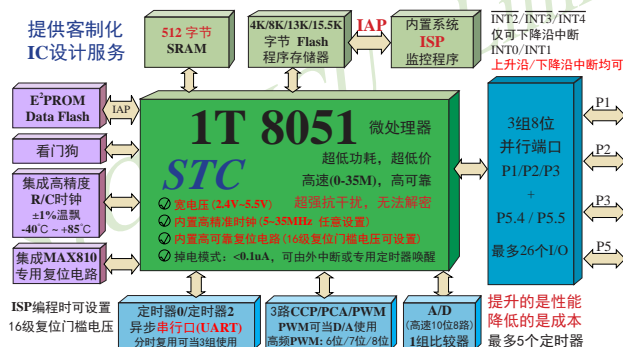 提供客制化
IC设计服务
512 字节
SRAM
4K/8K/13K/15.5K
字节 Flash
程序存储器
IAP
内置系统
ISP
监控程序
INT2/INT3/INT4
仅可下降沿中断
INT0/INT1
上升沿/下降沿中断均可
E²PROM
Data Flash
IAP
看门狗
集成高精度
R/C时钟
±1%温飘
-40℃ ~ +85℃
集成MAX810
专用复位电路
1T 8051 微处理器
STC
超低功耗，超低价
高速(0-35M)，高可靠
宽电压(2.4V~5.5V) 超强抗干扰，无法解密
内置高精准时钟(5~35MHz 任意设置)
内置高可靠复位电路(16级复位门槛电压可设置)
掉电模式：<0.1uA，可由外中断或专用定时器唤醒
3组8位
并行端口
P1/P2/P3
+
P5.4 / P5.5
最多26个I/O
P1
P2
P3
P5
ISP编程时可设置
16级复位门槛电压
定时器0/定时器2
异步串行口(UART)
分时复用可当3组使用
3路CCP/PCA/PWM
PWM可当D/A使用
高频PWM: 6位/7位/8位
A/D
(高速10位8路)
1组比较器
提升的是性能
降低的是成本
最多5个定时器